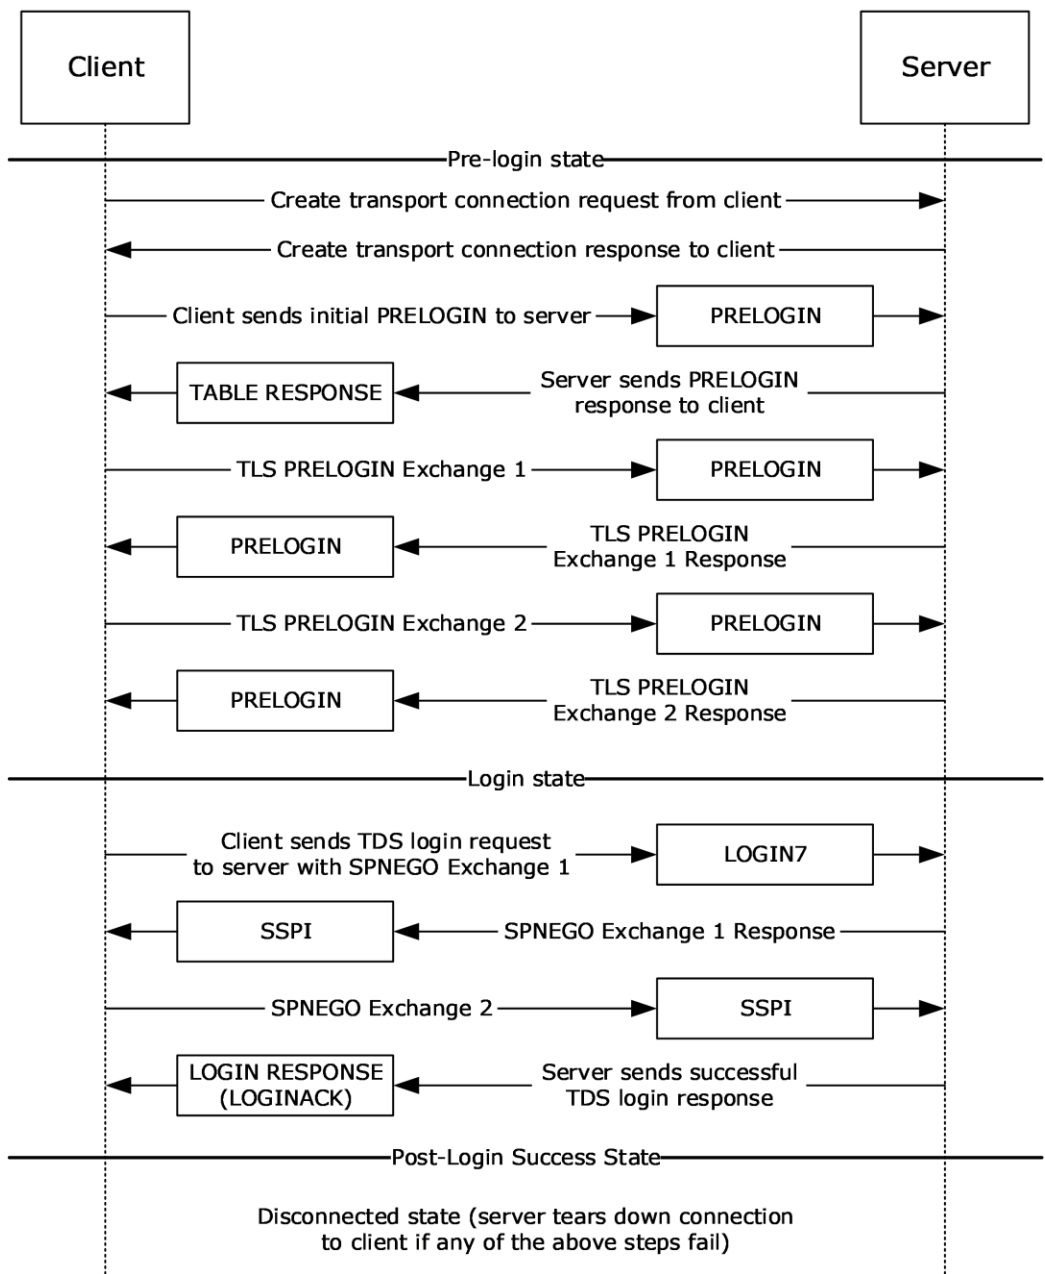 Client
Server
Pre-login state
Create transport connection request from client
Create transport connection response to client
Client sends initial PRELOGIN to server
PRELOGIN
TABLE RESPONSE
Server sends PRELOGIN
response to client
TLS PRELOGIN Exchange 1
PRELOGIN
PRELOGIN
TLS PRELOGIN
Exchange 1 Response
TLS PRELOGIN Exchange 2
PRELOGIN
PRELOGIN
TLS PRELOGIN
Exchange 2 Response
Login state
Client sends TDS login request
to server with SPNEGO Exchange 1
LOGIN7
SSPI
SPNEGO Exchange 1 Response
SPNEGO Exchange 2
SSPI
LOGIN RESPONSE
(LOGINACK)
Server sends successful
TDS login response
Post-Login Success State
Disconnected state (server tears down connection
to client if any of the above steps fail)